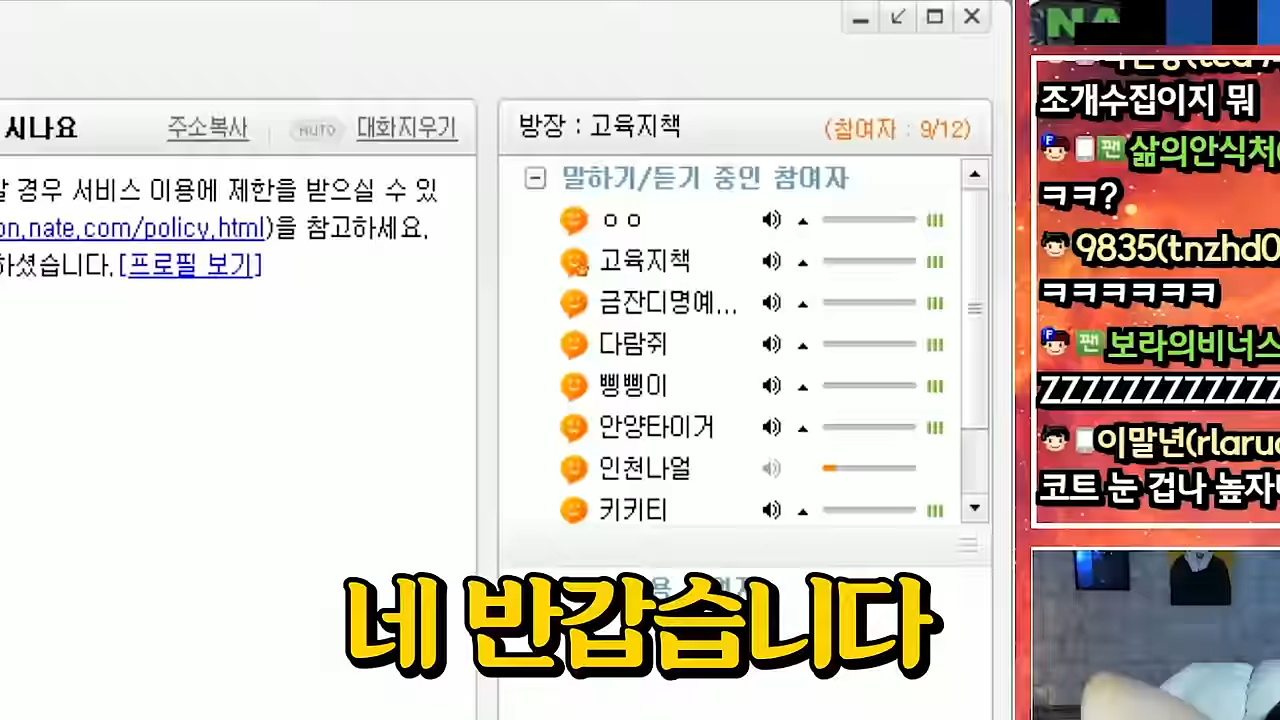 시나요 주소복사 AUTO 대화지우기
방장 : 고육지책 (참여자 : 9/12)
경우 서비스 이용에 제한을 받으실 수 있
on.nate.com/policy.html)을 참고하세요.
하셨습니다. [프로필 보기]
말하기/듣기 중인 참여자
ㅇㅇ
고육지책
금잔디명예...
다람쥐
삥삥이
안양타이거
인천나얼
키키티
네 반갑습니다
조개수집이지 뭐
F 팬 삶의안식처(
ㅋㅋ?
9835(tnzhd0
ㅋㅋㅋㅋㅋㅋ
F 팬 보라의비너스
ZZZZZZZZZZZZ
이말년(rlaruc
코트 눈 겁나 높자